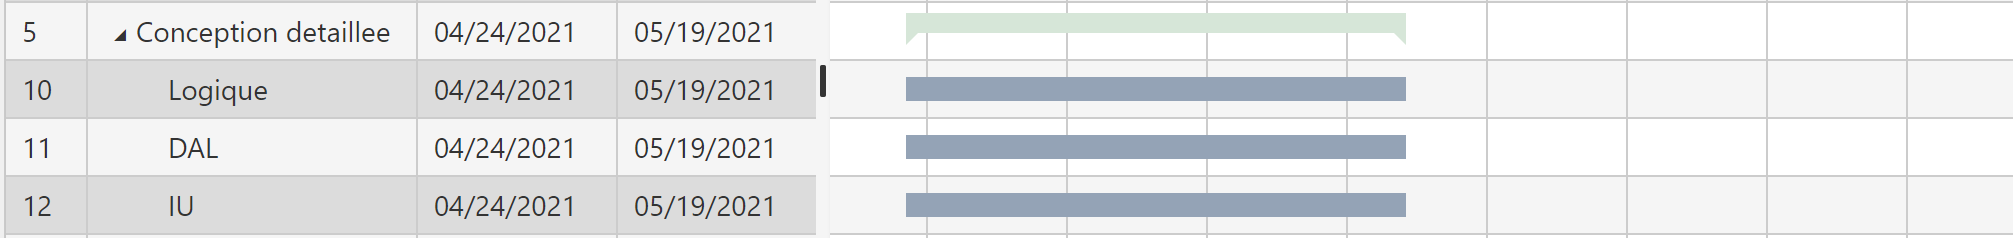 5 Conception detaillee 04/24/2021 05/19/2021
10 Logique 04/24/2021 05/19/2021
11 DAL 04/24/2021 05/19/2021
12 IU 04/24/2021 05/19/2021